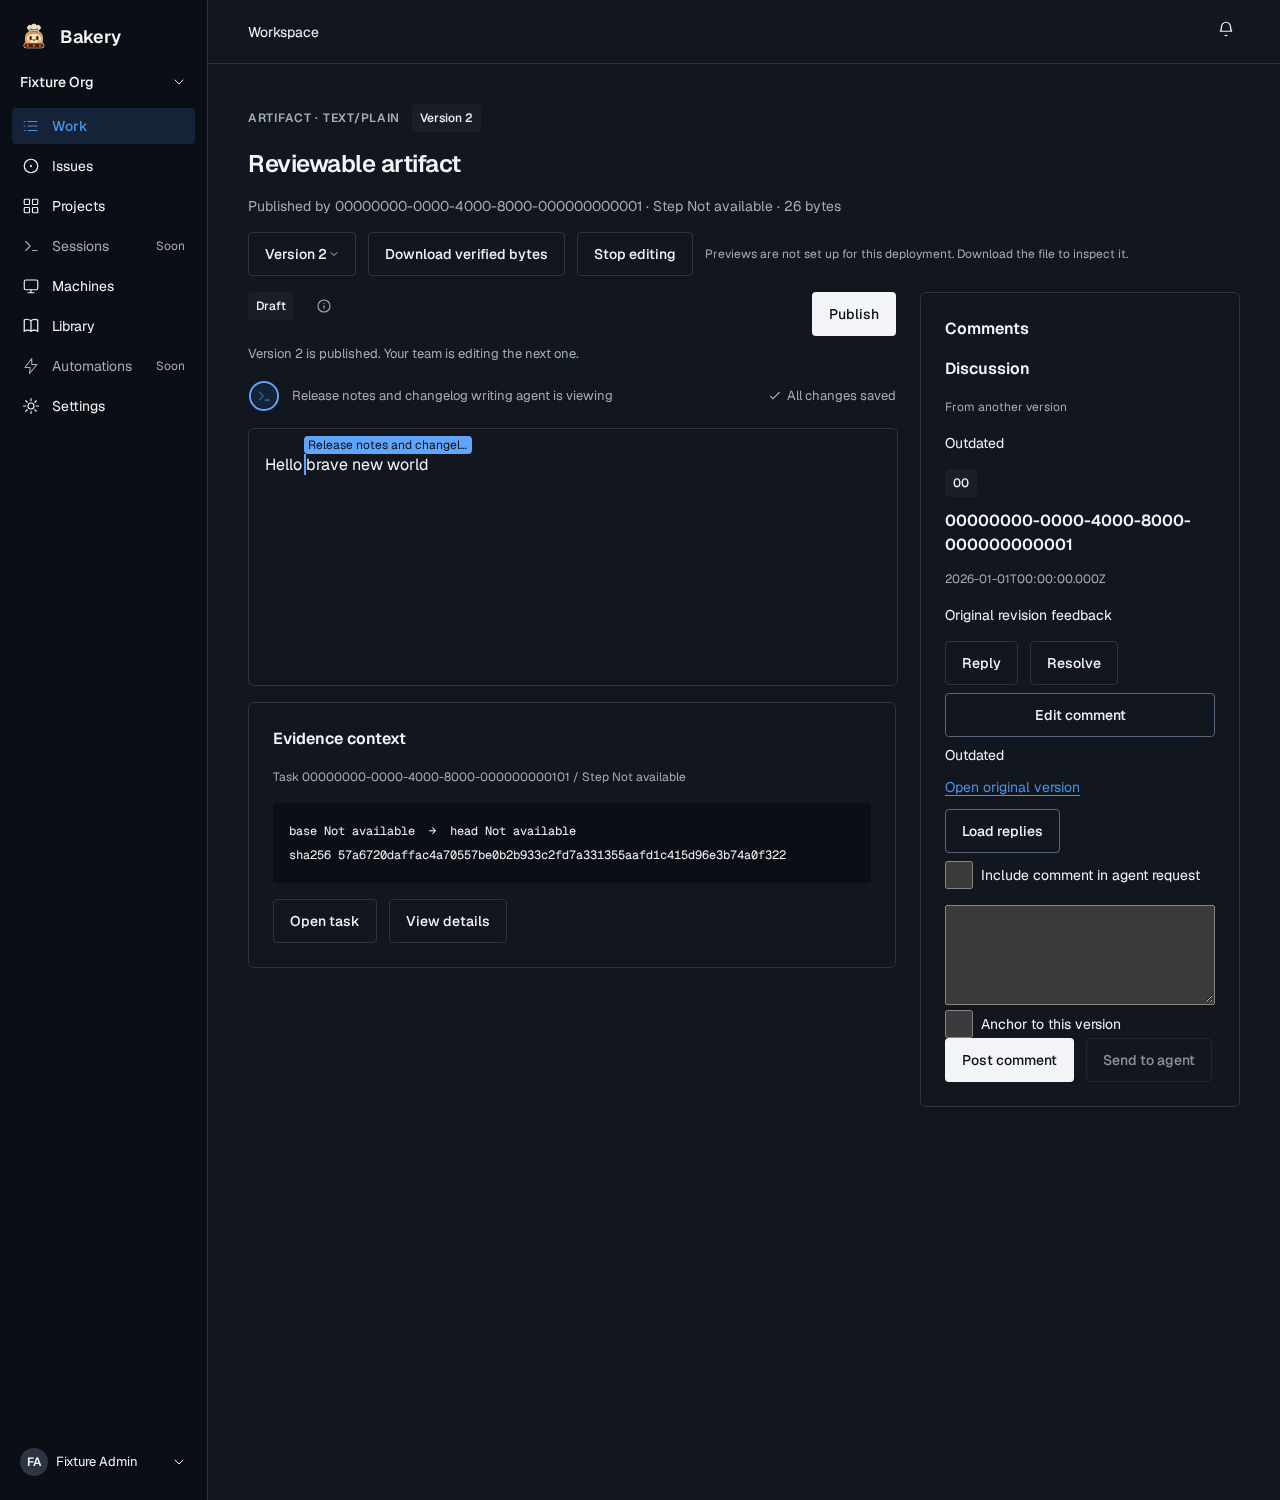 Bakery
Fixture Org
Work
Issues
Projects
Sessions Soon
Machines
Library
Automations Soon
Settings
FA Fixture Admin
Workspace
ARTIFACT · TEXT/PLAIN Version 2
Reviewable artifact
Published by 00000000-0000-4000-8000-000000000001 · Step Not available · 26 bytes
Version 2 Download verified bytes Stop editing Previews are not set up for this deployment. Download the file to inspect it.
Draft Publish
Version 2 is published. Your team is editing the next one.
Release notes and changelog writing agent is viewing All changes saved
Release notes and changel…
Hello brave new world
Evidence context
Task 00000000-0000-4000-8000-000000000101 / Step Not available
base Not available → head Not available
sha256 57a6720daffac4a70557be0b2b933c2fd7a331355aafd1c415d96e3b74a0f322
Open task View details
Comments
Discussion
From another version
Outdated
00
00000000-0000-4000-8000-
000000000001
2026-01-01T00:00:00.000Z
Original revision feedback
Reply Resolve
Edit comment
Outdated
Open original version
Load replies
Include comment in agent request
Anchor to this version
Post comment Send to agent